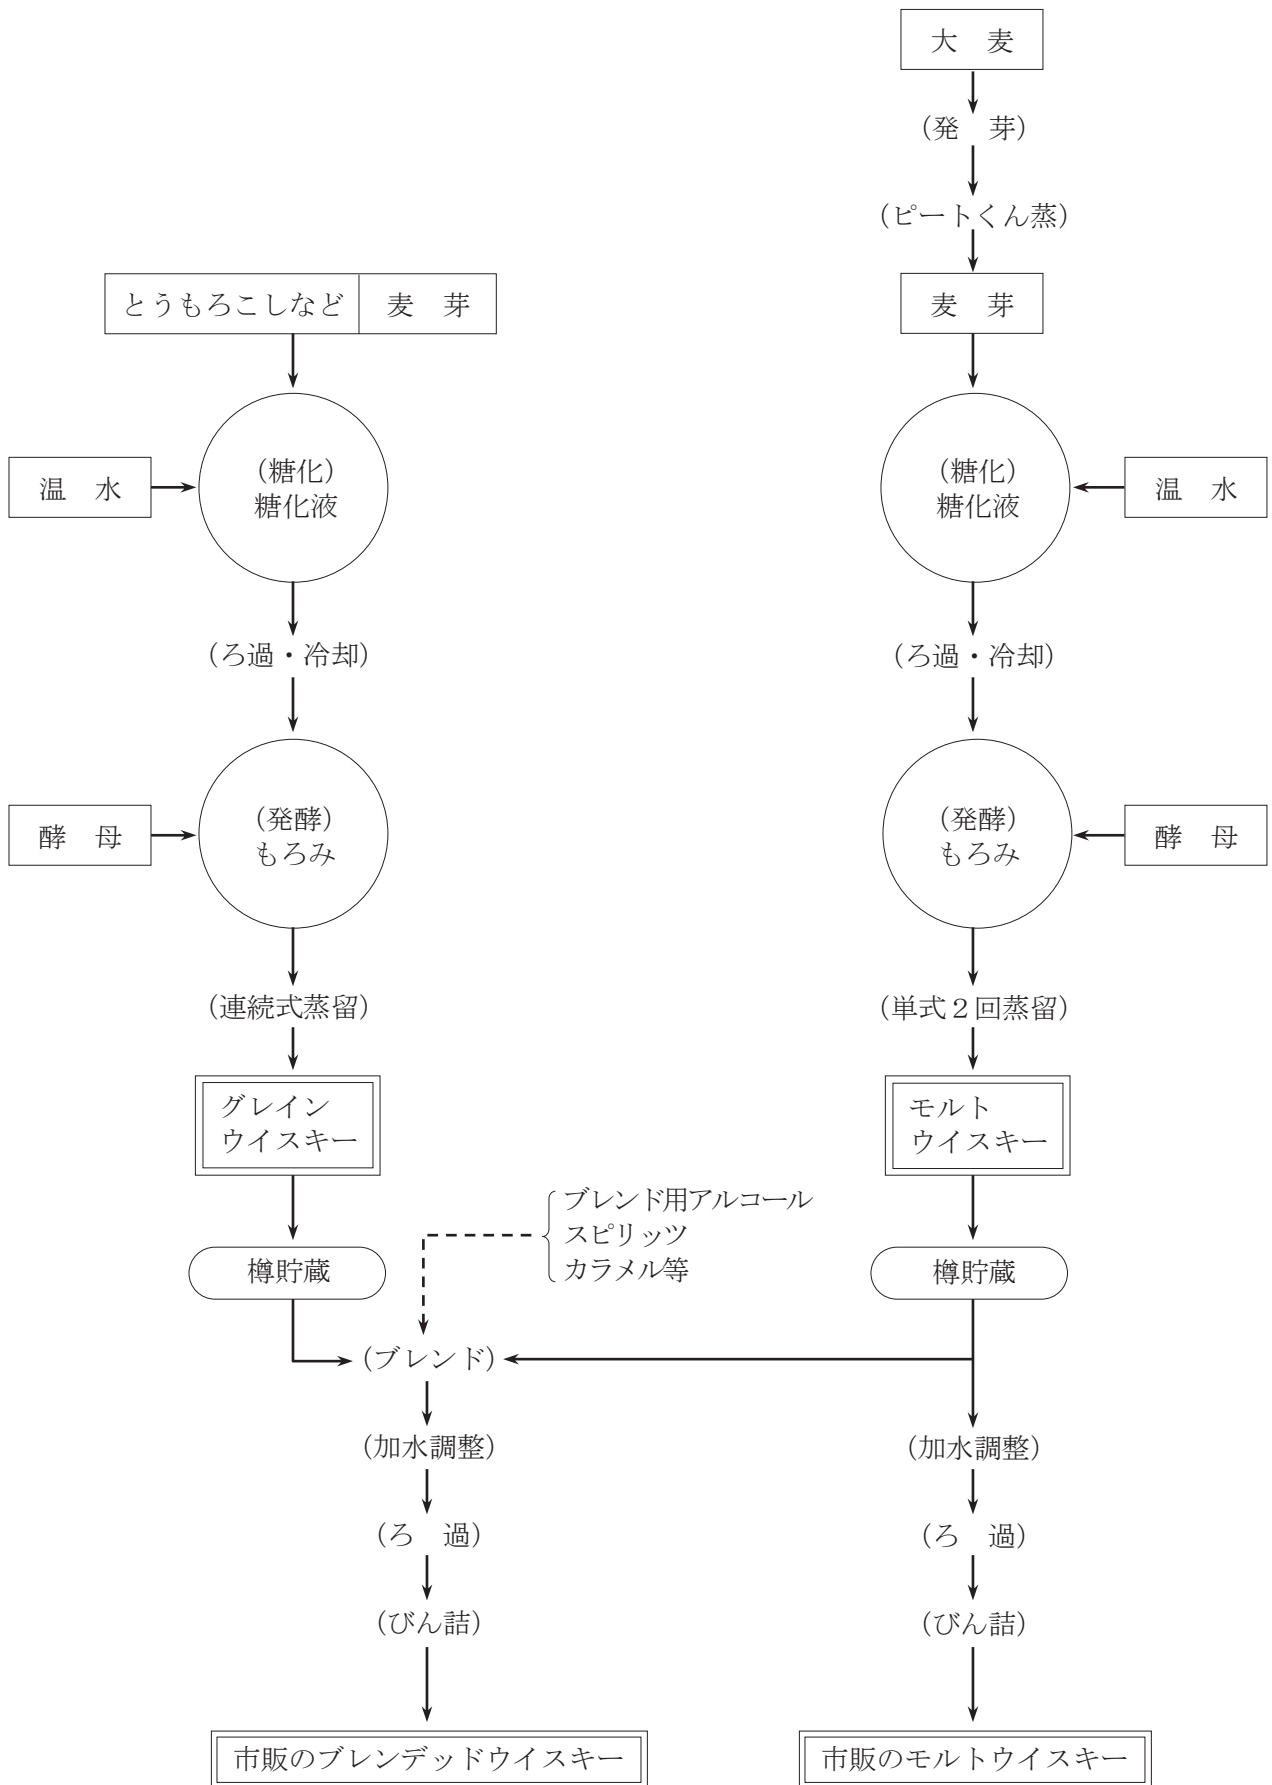 大　麦
（発　芽）
（ピートくん蒸）
とうもろこしなど
麦　芽
麦　芽
温　水
（糖化）
糖化液
（糖化）
糖化液
温　水
（ろ過・冷却）
（ろ過・冷却）
酵　母
（発酵）
もろみ
（発酵）
もろみ
酵　母
（連続式蒸留）
（単式２回蒸留）
グレイン
ウイスキー
モルト
ウイスキー
ブレンド用アルコール
スピリッツ
カラメル等
樽貯蔵
樽貯蔵
（ブレンド）
（加水調整）
（加水調整）
（ろ　過）
（ろ　過）
（びん詰）
（びん詰）
市販のブレンデッドウイスキー
市販のモルトウイスキー